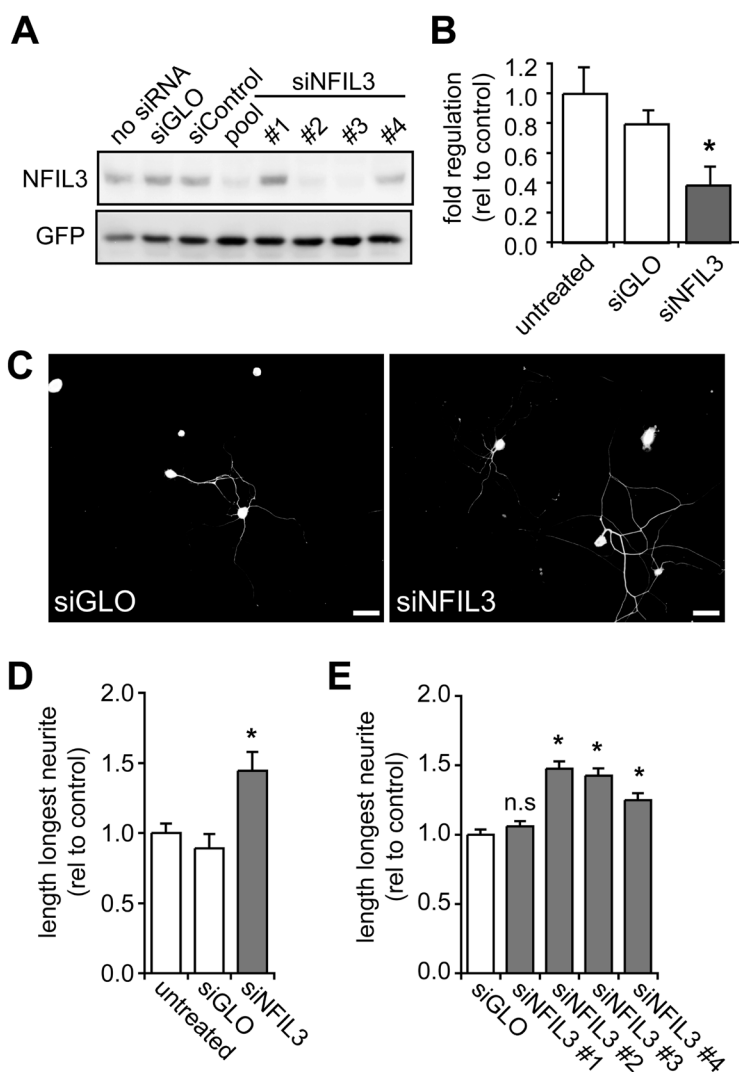 A
no siRNA
siGLO
siControl
pool
siNFIL3
#1
#2
#3
#4
NFIL3
GFP
B
fold regulation
(rel to control)
1.2
1.0
0.8
0.6
0.4
0.2
0.0
*
untreated
siGLO
siNFIL3
C
siGLO
siNFIL3
D
length longest neurite
(rel to control)
2.0
1.5
1.0
0.5
0.0
*
untreated
siGLO
siNFIL3
E
length longest neurite
(rel to control)
2.0
1.5
1.0
0.5
0.0
n.s
*
*
*
siGLO
siNFIL3 #1
siNFIL3 #2
siNFIL3 #3
siNFIL3 #4